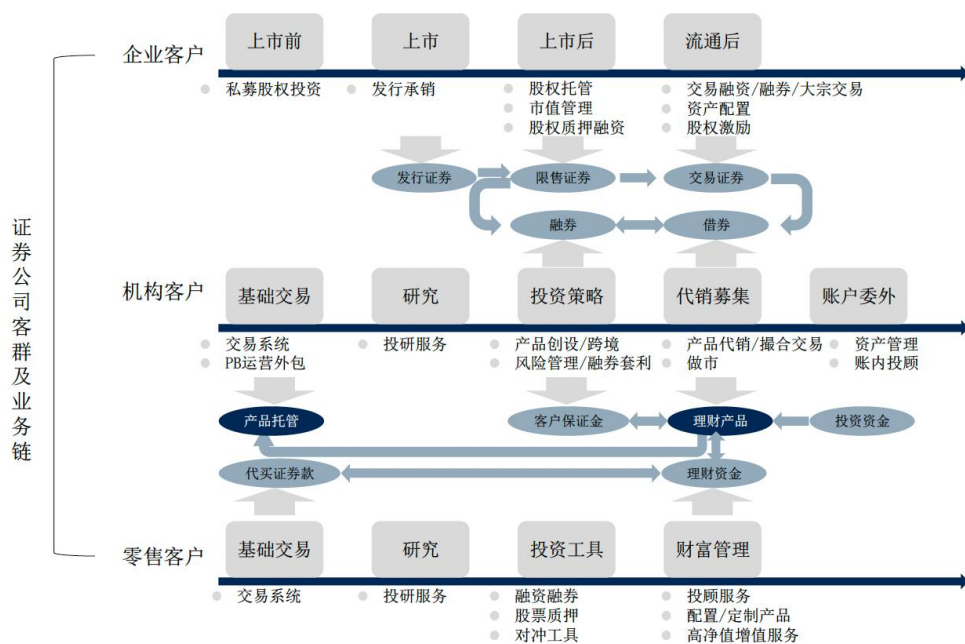 证券公司客群及业务链
企业客户
上市前
上市
上市后
流通后
私募股权投资
发行承销
股权托管
市值管理
股权质押融资
交易融资/融券/大宗交易
资产配置
股权激励
发行证券
限售证券
交易证券
融券
借券
机构客户
基础交易
研究
投资策略
代销募集
账户委外
交易系统
PB运营外包
投研服务
产品创设/跨境
风险管理/融券套利
产品代销/撮合交易
做市
资产管理
账内投顾
产品托管
客户保证金
理财产品
投资资金
代买证券款
理财资金
零售客户
基础交易
研究
投资工具
财富管理
交易系统
投研服务
融资融券
股票质押
对冲工具
投顾服务
配置/定制产品
高净值增值服务